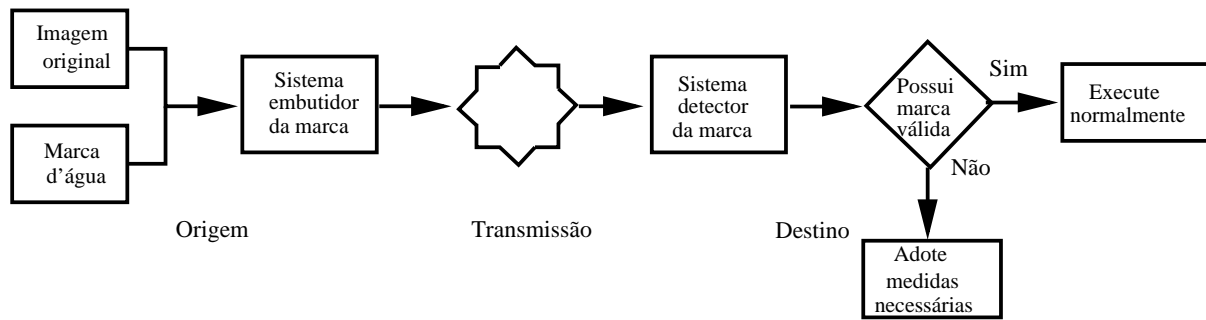 Imagem
original
Marca
d’água
Sistema
embutidor
da marca
Sistema
detector
da marca
Possui
marca
válida
Sim
Não
Execute
normalmente
Origem
Transmissão
Destino
Adote
medidas
necessárias